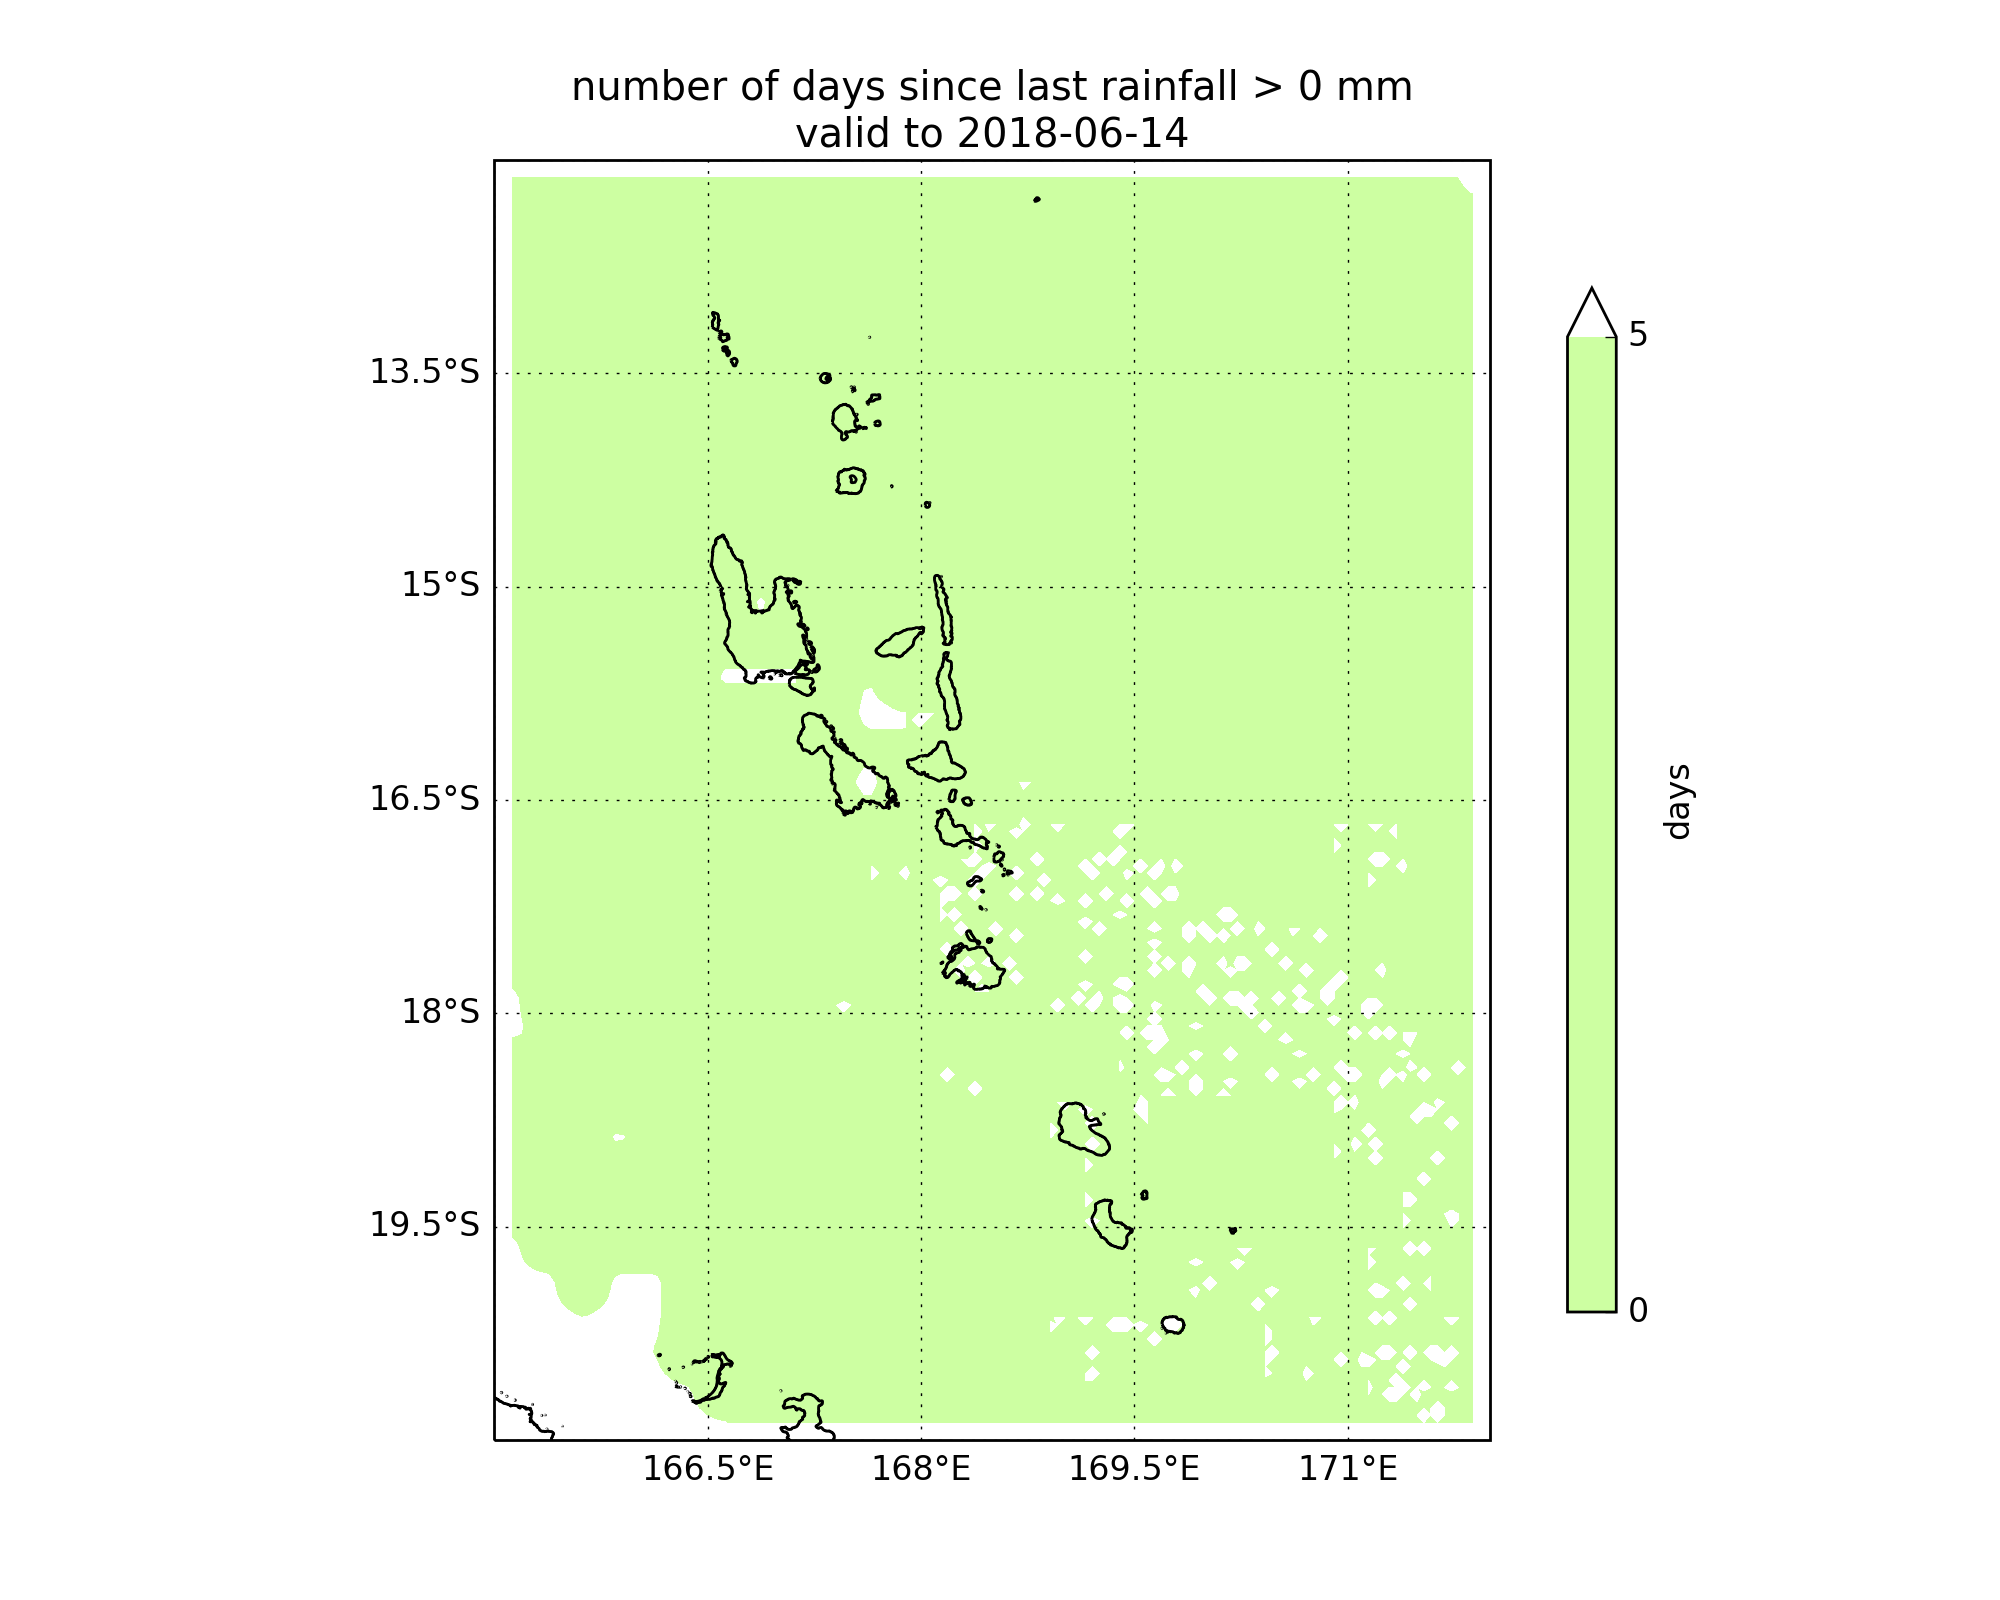 number of days since last rainfall > 0 mm
valid to 2018-06-14
13.5°S
15°S
16.5°S
18°S
19.5°S
166.5°E 168°E 169.5°E 171°E
5
0
days